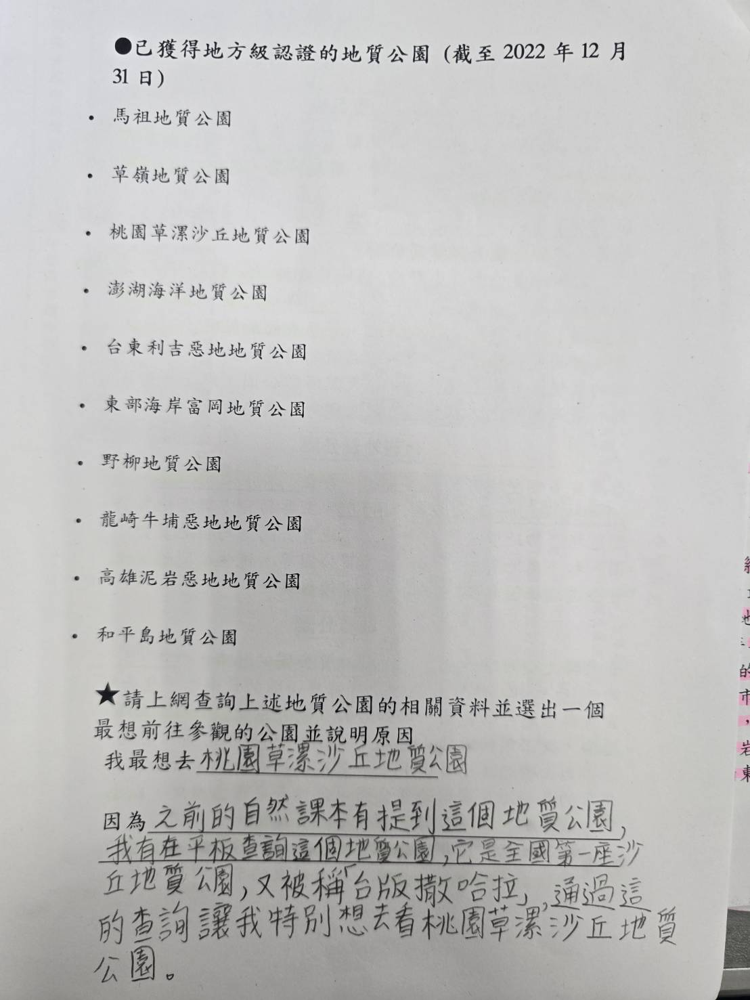 ●已獲得地方級認證的地質公園 (截至 2022 年 12 月
31 日)
• 馬祖地質公園
• 草嶺地質公園
• 桃園草漯沙丘地質公園
• 澎湖海洋地質公園
• 台東利吉惡地地質公園
• 東部海岸富岡地質公園
• 野柳地質公園
• 龍崎牛埔惡地地質公園
• 高雄泥岩惡地地質公園
• 和平島地質公園
★請上網查詢上述地質公園的相關資料並選出一個
最想前往參觀的公園並說明原因
我最想去桃園草漯沙丘地質公園
因為之前的自然課本有提到這個地質公園,
我有在平板查詢這個地質公園,它是全國第一座沙
丘地質公園,又被稱「台版撒哈拉」,通過這
的查詢讓我特別想去看桃園草漯沙丘地質
公園。
地
的
市
,
岩
東